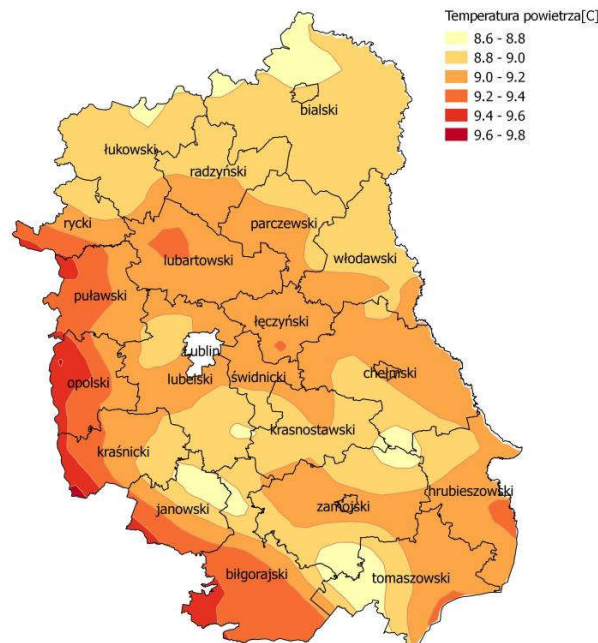 Temperatura powietrza[C]
8.6 - 8.8
8.8 - 9.0
9.0 - 9.2
9.2 - 9.4
9.4 - 9.6
9.6 - 9.8
bialski
łukowski
radzyński
rycki
parczewski
włodawski
lubartowski
puławski
łęczyński
Lublin
opolski
lubelski
świdnicki
chełmski
krasnostawski
kraśnicki
hrubieszowski
janowski
zamojski
biłgorajski
tomaszowski